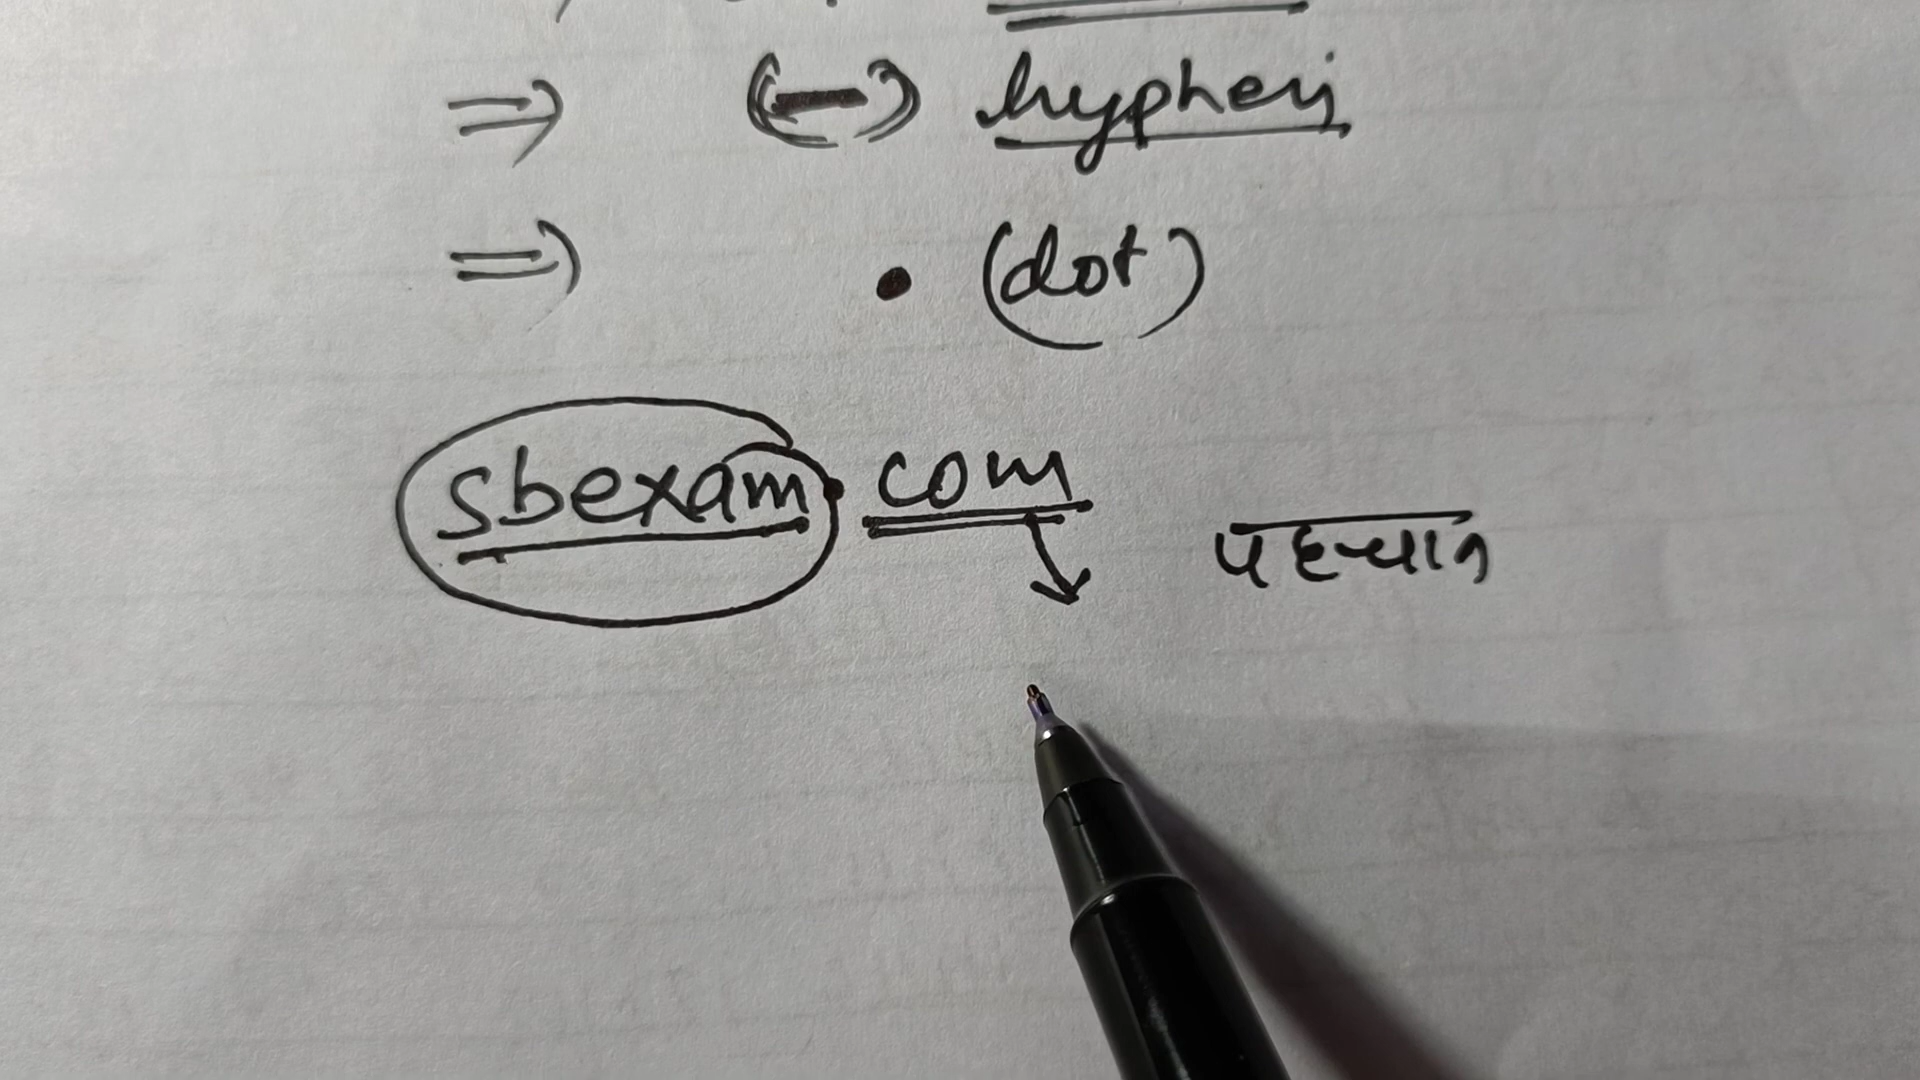 ⇒ (-) hyphen
⇒ • (dot)
sbexam.com
पहचान